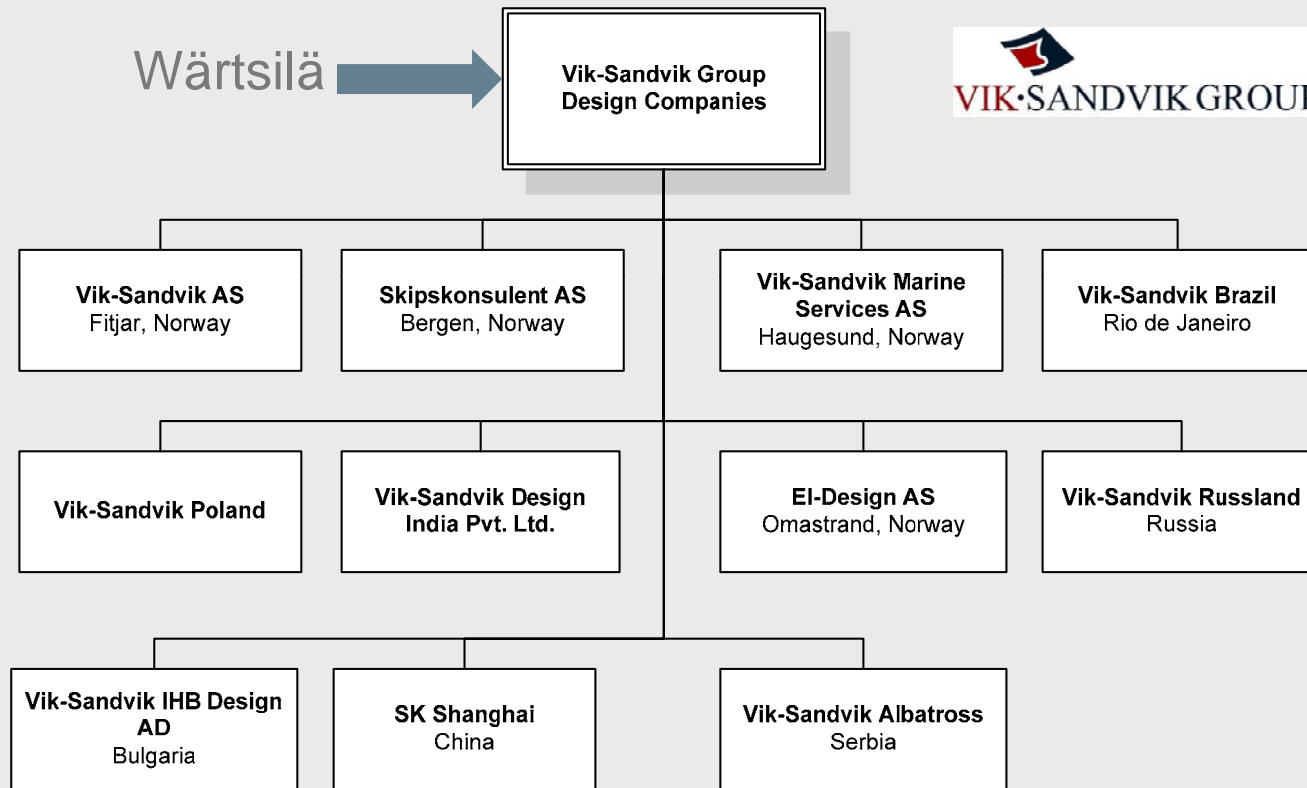 Wärtsilä
Vik-Sandvik Group
Design Companies
VIK·SANDVIK GROUP
Vik-Sandvik AS
Fitjar, Norway
Skipskonsulent AS
Bergen, Norway
Vik-Sandvik Marine
Services AS
Haugesund, Norway
Vik-Sandvik Brazil
Rio de Janeiro
Vik-Sandvik Poland
Vik-Sandvik Design
India Pvt. Ltd.
El-Design AS
Omastrand, Norway
Vik-Sandvik Russland
Russia
Vik-Sandvik IHB Design
AD
Bulgaria
SK Shanghai
China
Vik-Sandvik Albatross
Serbia